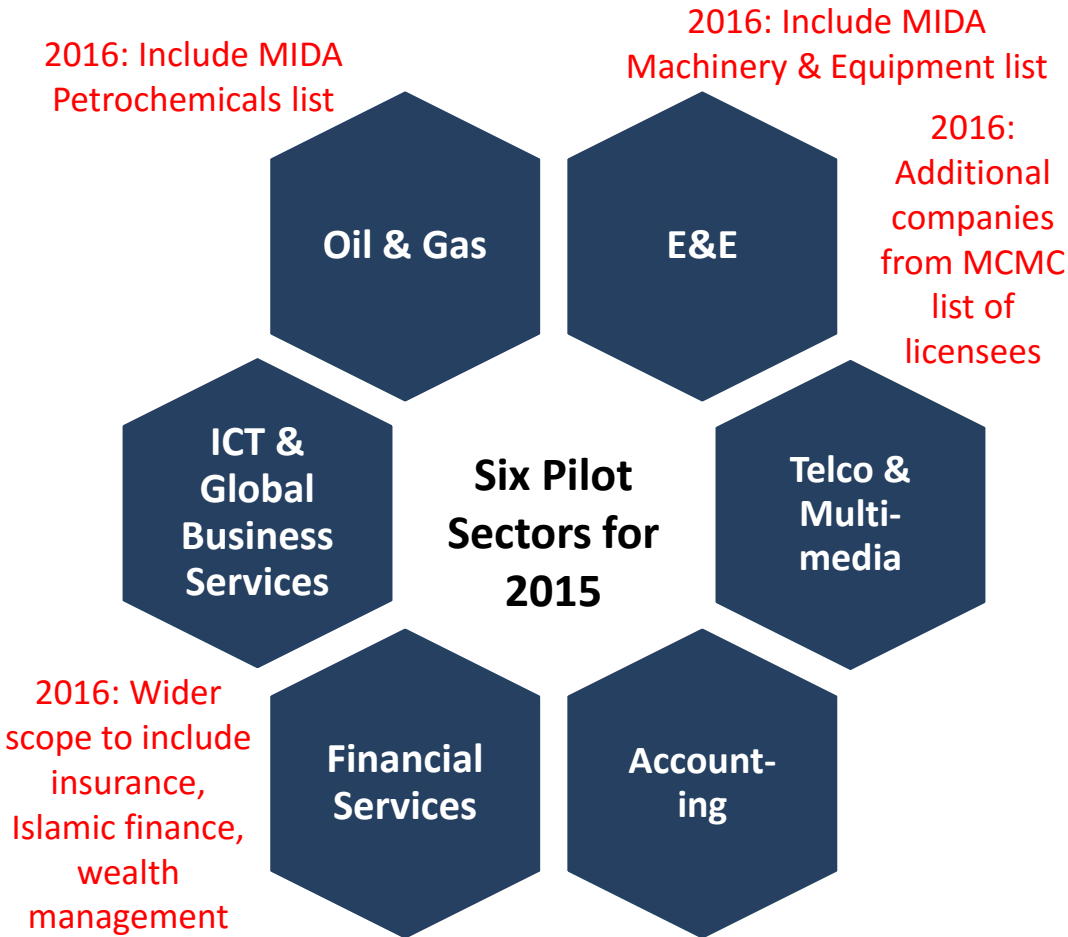 2016: Include MIDA
Petrochemicals list
2016: Include MIDA
Machinery & Equipment list
2016:
Additional
companies
from MCMC
list of
licensees
Oil & Gas
E&E
ICT &
Global
Business
Services
Six Pilot
Sectors for
2015
Telco &
Multi-
media
2016: Wider
scope to include
insurance,
Islamic finance,
wealth
management
Financial
Services
Account-
ing